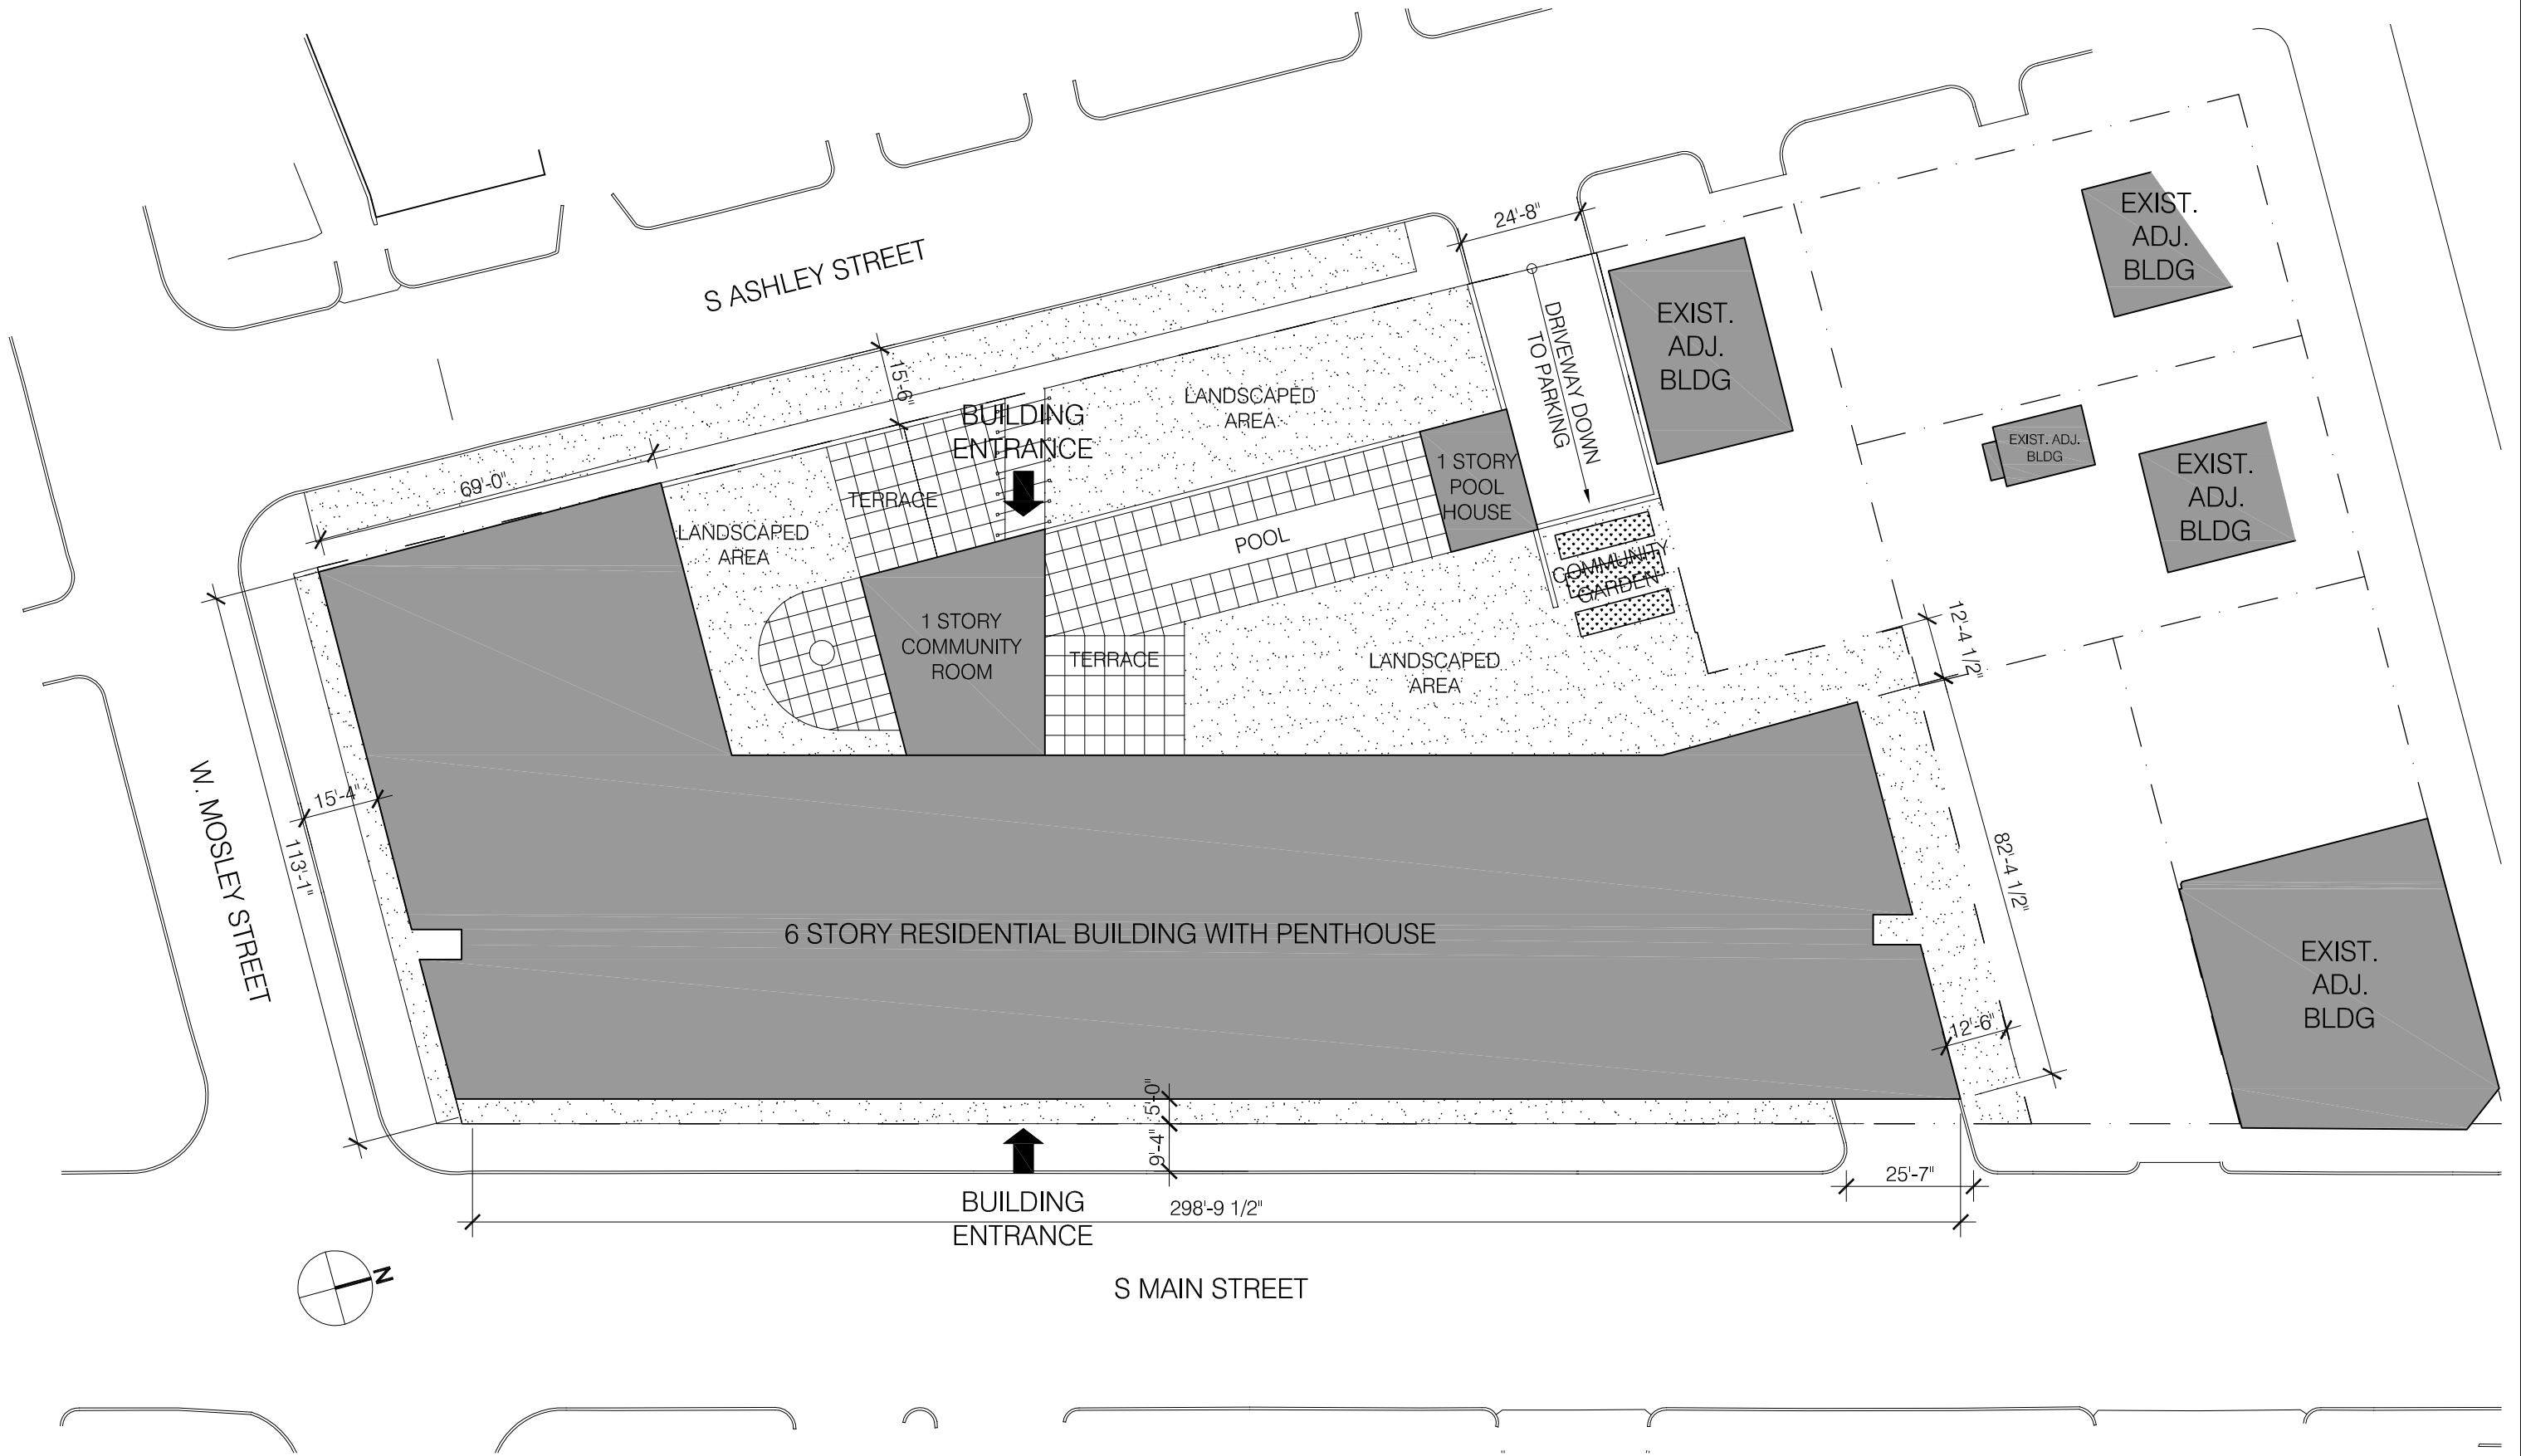 EXIST.
ADJ.
BLDG
24'-8"
S ASHLEY STREET
EXIST.
ADJ.
BLDG
DRIVEWAY DOWN
TO PARKING
15'-6"
LANDSCAPED
AREA
BUILDING
ENTRANCE
EXIST. ADJ.
BLDG
EXIST.
ADJ.
BLDG
1 STORY
POOL
HOUSE
69'-0"
TERRACE
LANDSCAPED
AREA
POOL
COMMUNITY
GARDEN
1 STORY
COMMUNITY
ROOM
TERRACE
LANDSCAPED
AREA
12'-4 1/2"
W. MOSLEY STREET
15'-4"
113'-1"
82'-4 1/2"
6 STORY RESIDENTIAL BUILDING WITH PENTHOUSE
EXIST.
ADJ.
BLDG
12'-6"
5'-0"
9'-4"
25'-7"
BUILDING
ENTRANCE
298'-9 1/2"
N
S MAIN STREET